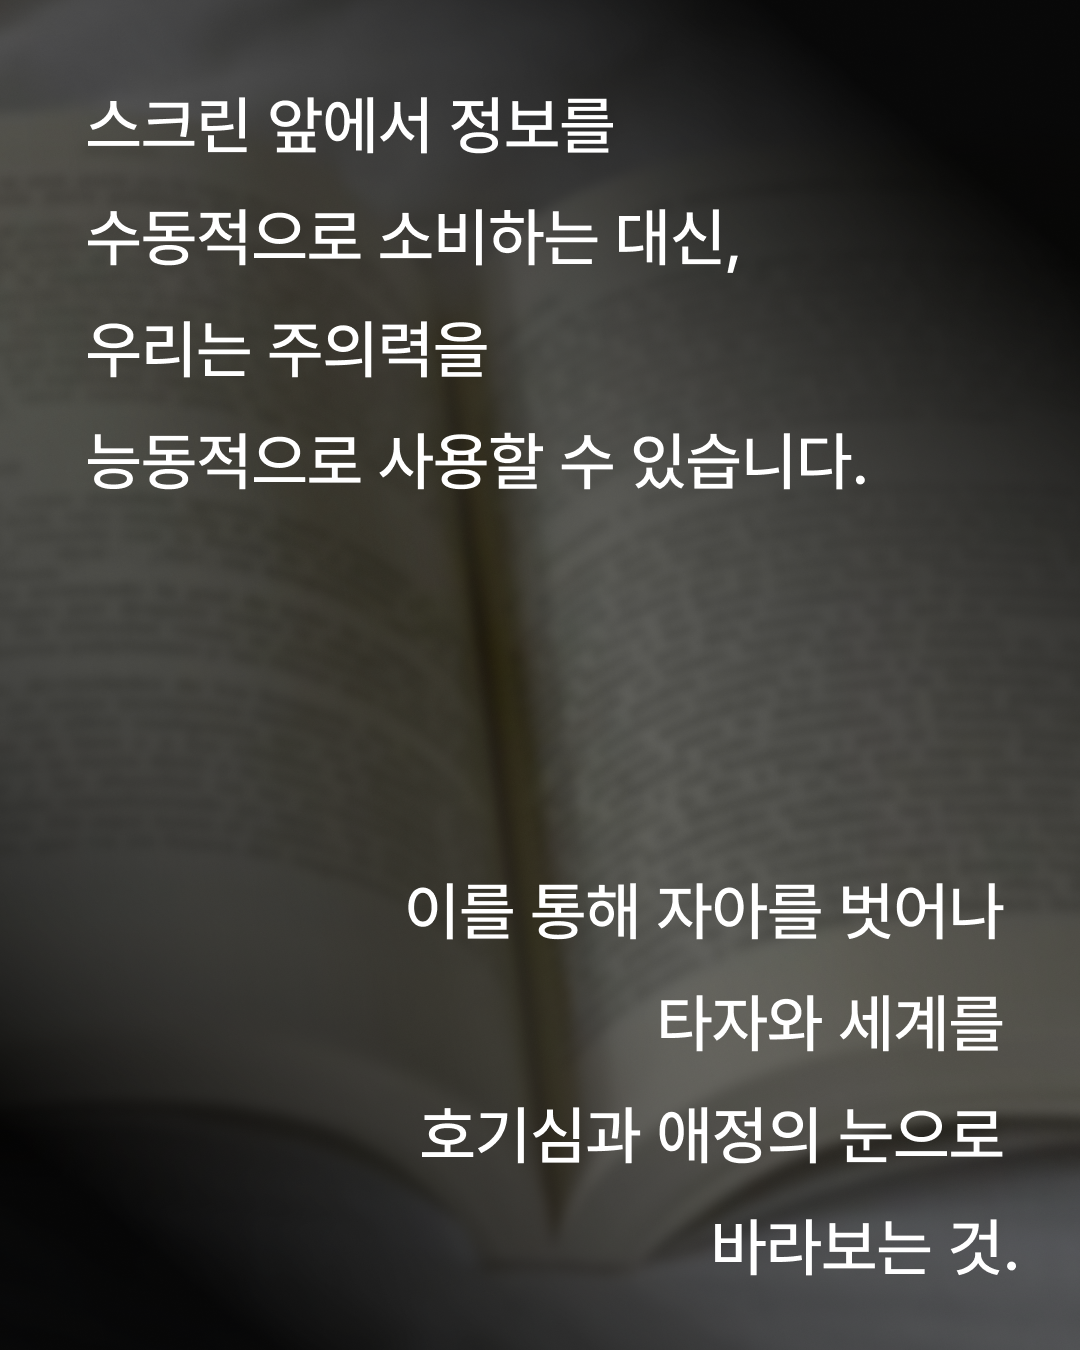 스크린 앞에서 정보를
수동적으로 소비하는 대신,
우리는 주의력을
능동적으로 사용할 수 있습니다.
이를 통해 자아를 벗어나
타자와 세계를
호기심과 애정의 눈으로
바라보는 것.